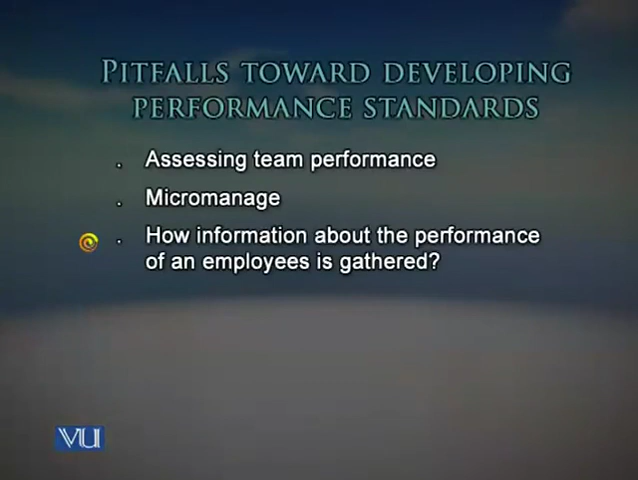 PITFALLS TOWARD DEVELOPING
PERFORMANCE STANDARDS
. Assessing team performance
. Micromanage
. How information about the performance
of an employees is gathered?
VU